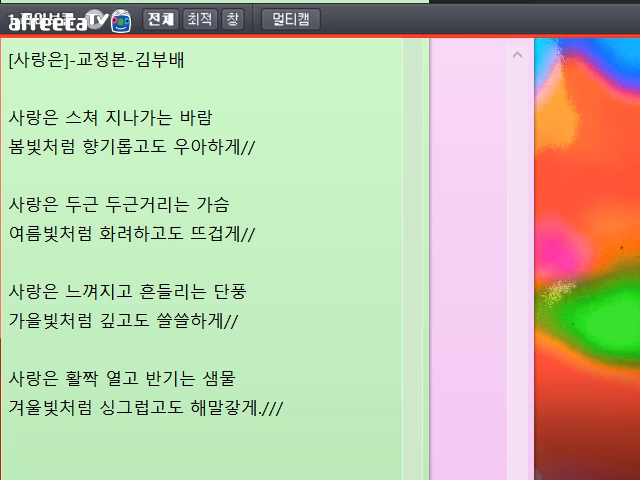 afreecaTV
전체 최적 창 멀티캠
[사랑은]-교정본-김부배
사랑은 스쳐 지나가는 바람
봄빛처럼 향기롭고도 우아하게//
사랑은 두근 두근거리는 가슴
여름빛처럼 화려하고도 뜨겁게//
사랑은 느껴지고 흔들리는 단풍
가을빛처럼 깊고도 쓸쓸하게//
사랑은 활짝 열고 반기는 샘물
겨울빛처럼 싱그럽고도 해말갛게.///